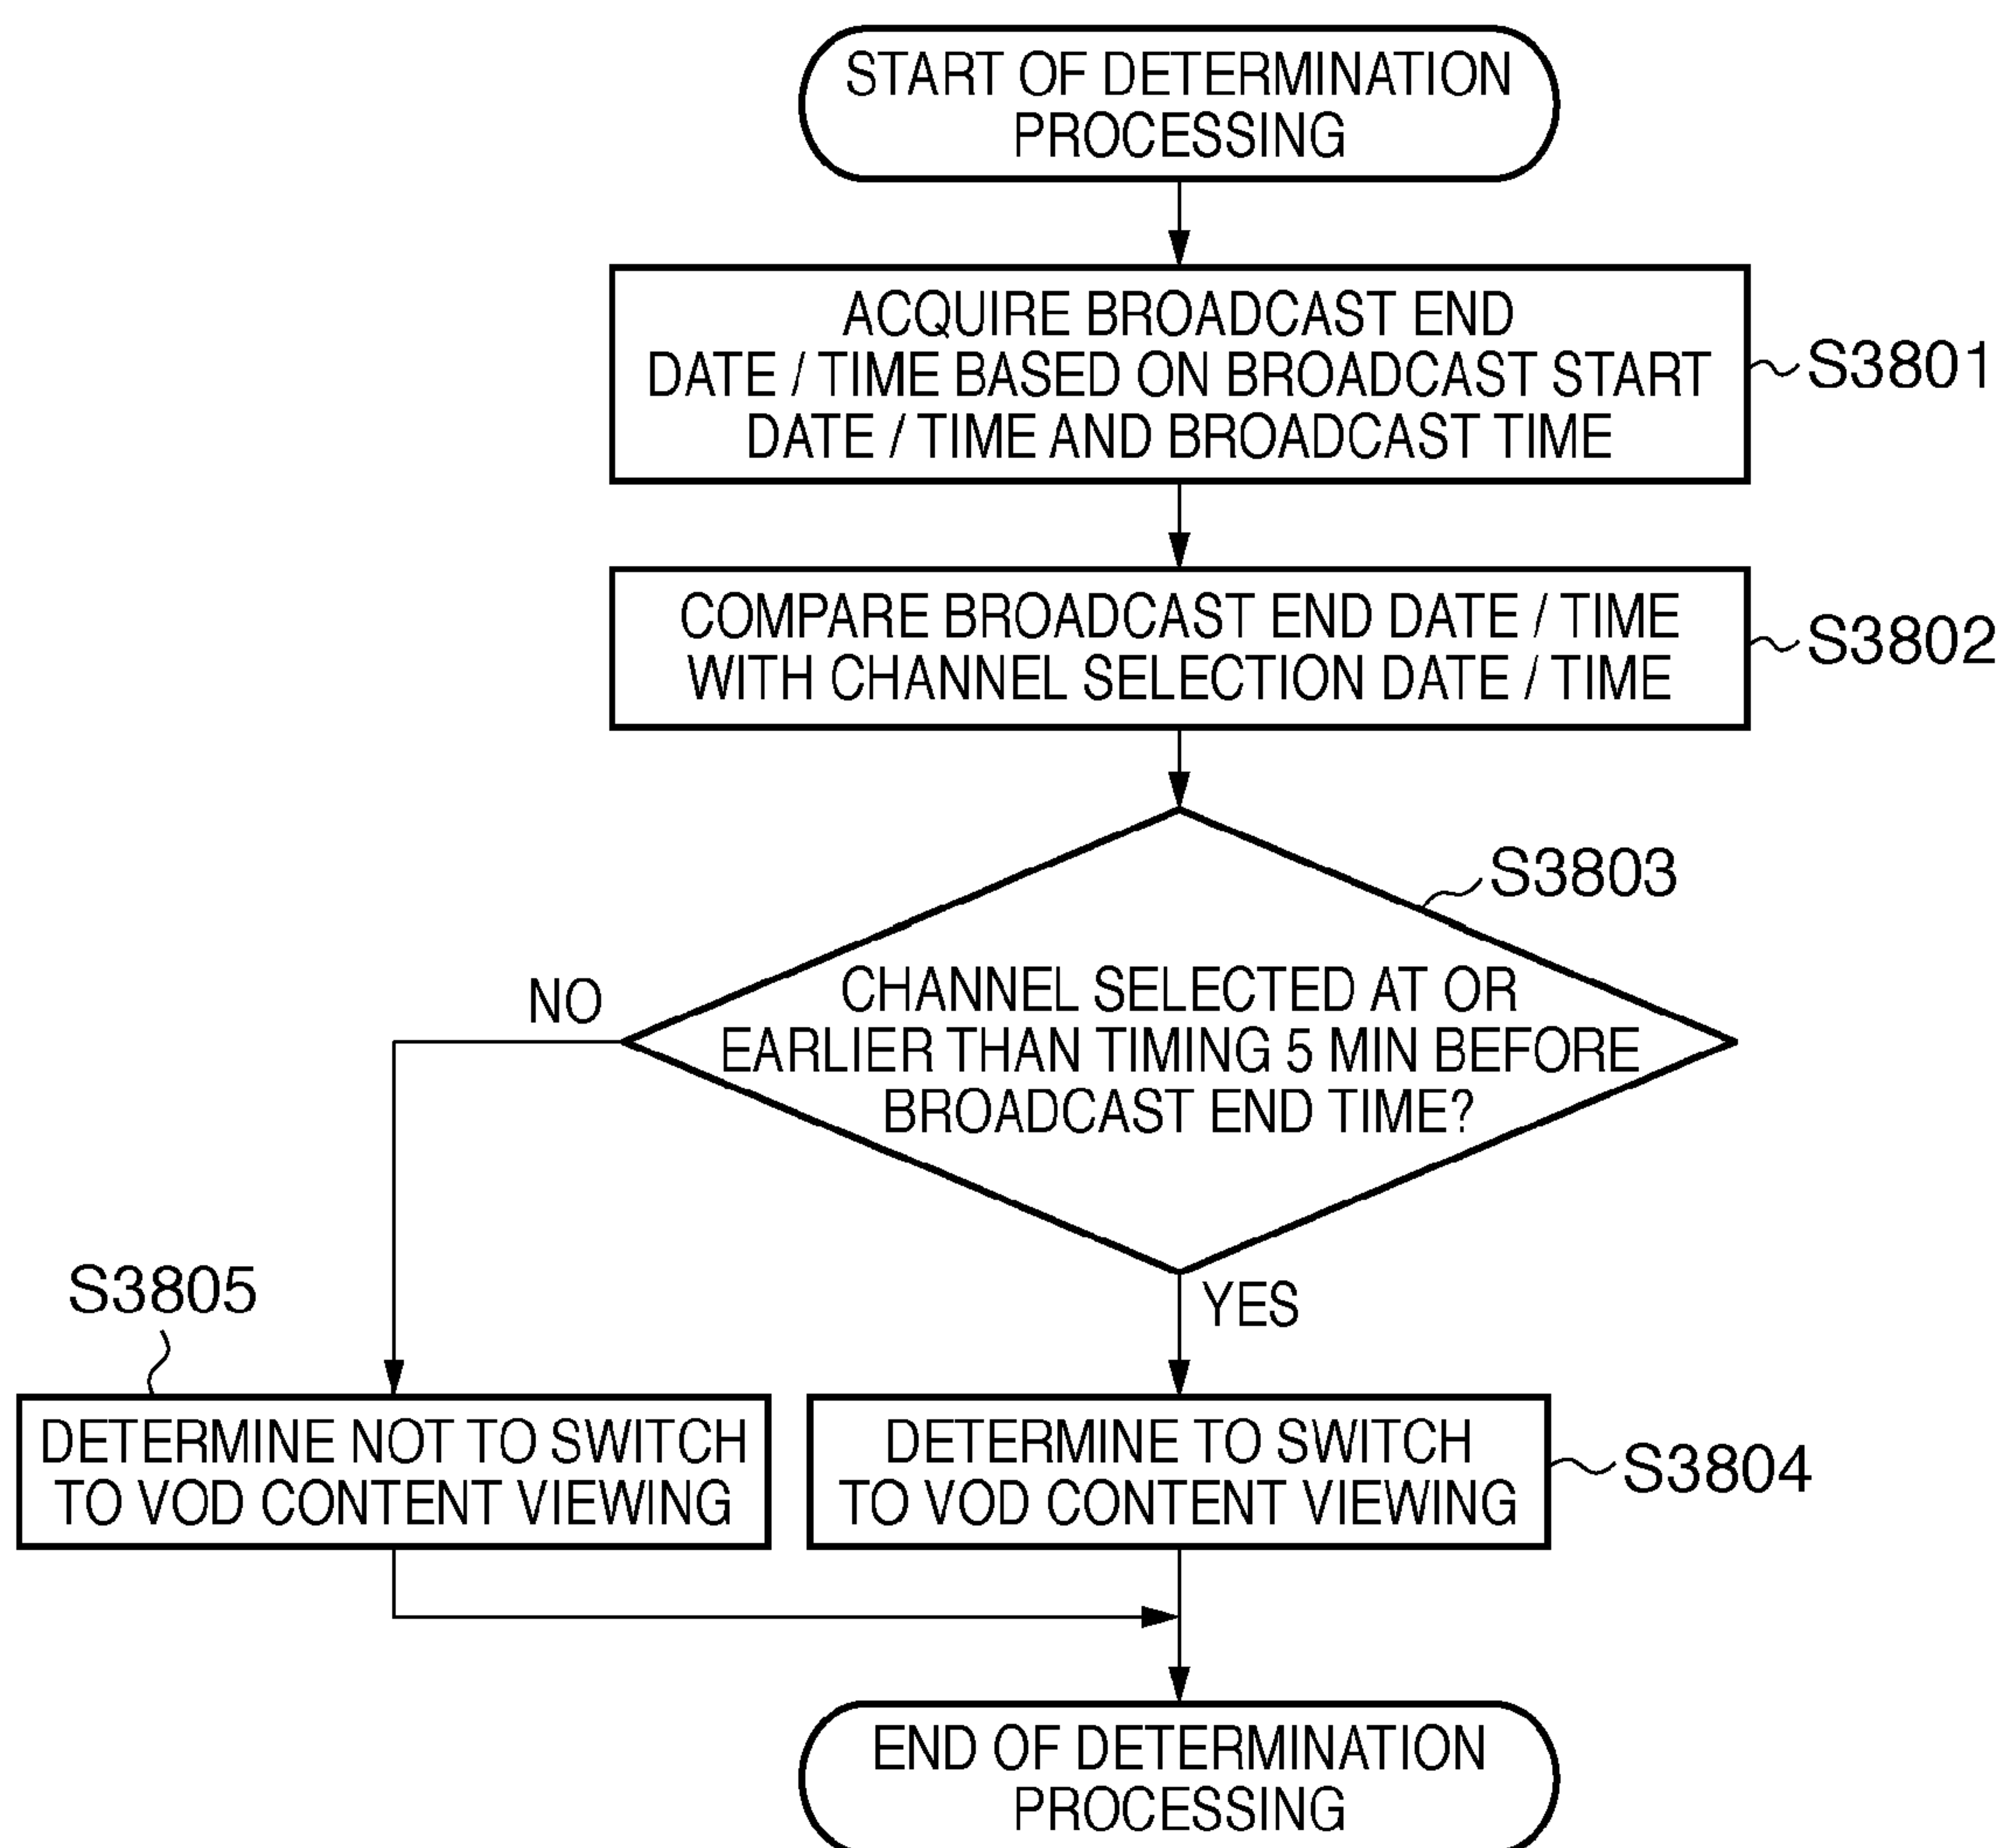 START OF DETERMINATION
PROCESSING
ACQUIRE BROADCAST END
DATE / TIME BASED ON BROADCAST START
DATE / TIME AND BROADCAST TIME
S3801
COMPARE BROADCAST END DATE / TIME
WITH CHANNEL SELECTION DATE / TIME
S3802
S3803
CHANNEL SELECTED AT OR
EARLIER THAN TIMING 5 MIN BEFORE
BROADCAST END TIME?
NO
YES
S3805
DETERMINE NOT TO SWITCH
TO VOD CONTENT VIEWING
DETERMINE TO SWITCH
TO VOD CONTENT VIEWING
S3804
END OF DETERMINATION
PROCESSING